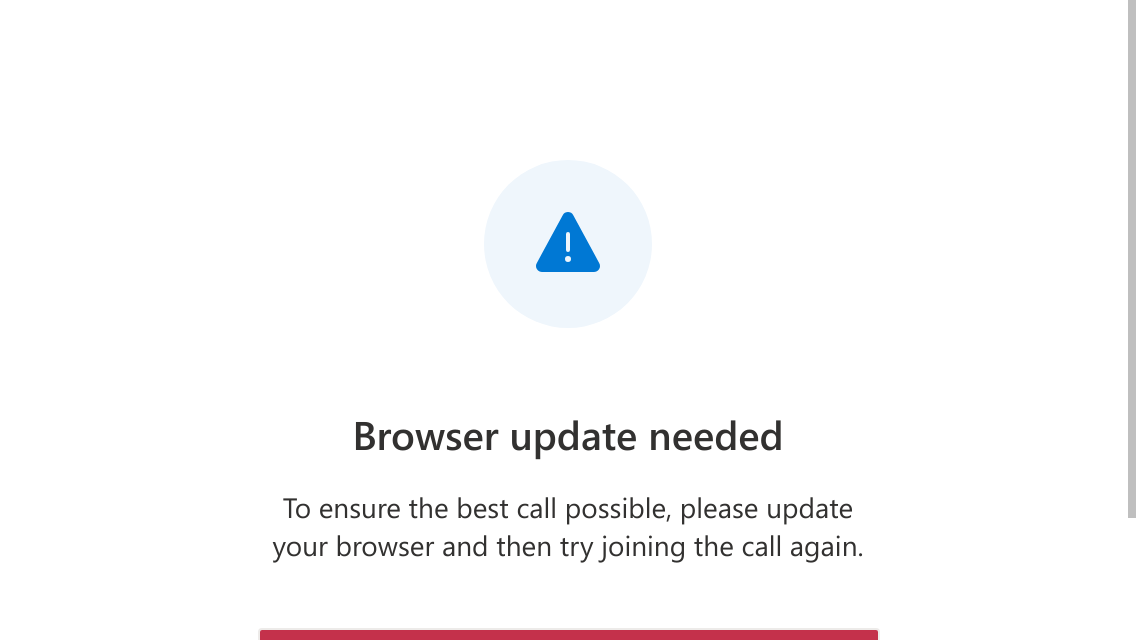 Browser update needed
To ensure the best call possible, please update
your browser and then try joining the call again.